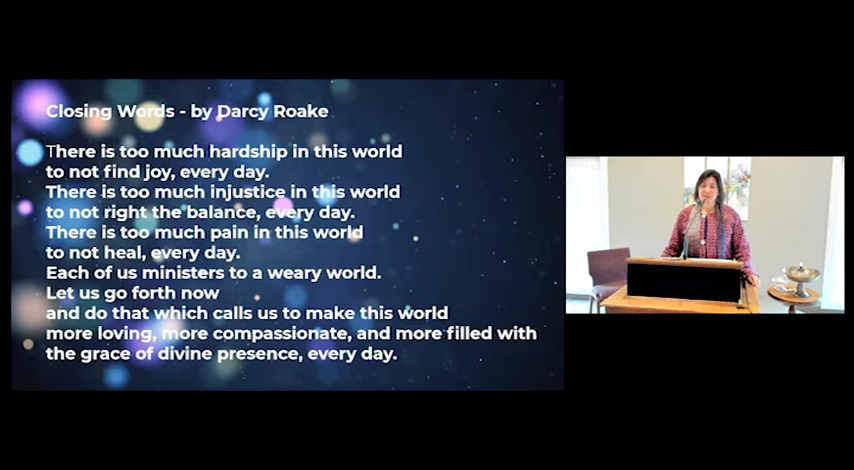 Closing Words - by Darcy Roake
There is too much hardship in this world
to not find joy, every day.
There is too much injustice in this world
to not right the balance, every day.
There is too much pain in this world
to not heal, every day.
Each of us ministers to a weary world.
Let us go forth now
and do that which calls us to make this world
more loving, more compassionate, and more filled with
the grace of divine presence, every day.